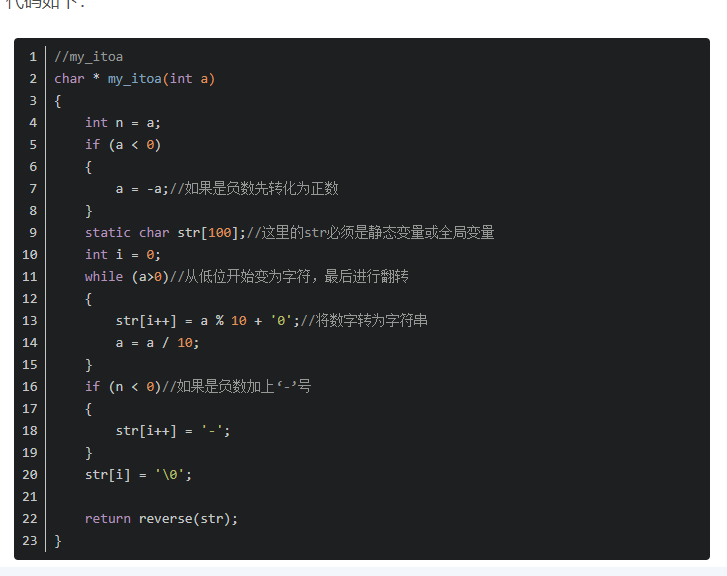 代码如下：
1 //my_itoa
2 char * my_itoa(int a)
3 {
4     int n = a;
5     if (a < 0)
6     {
7         a = -a;//如果是负数先转化为正数
8     }
9     static char str[100];//这里的str必须是静态变量或全局变量
10     int i = 0;
11     while (a>0)//从低位开始变为字符，最后进行翻转
12     {
13         str[i++] = a % 10 + '0';//将数字转为字符串
14         a = a / 10;
15     }
16     if (n < 0)//如果是负数加上‘-’号
17     {
18         str[i++] = '-';
19     }
20     str[i] = '\0';
21
22     return reverse(str);
23 }